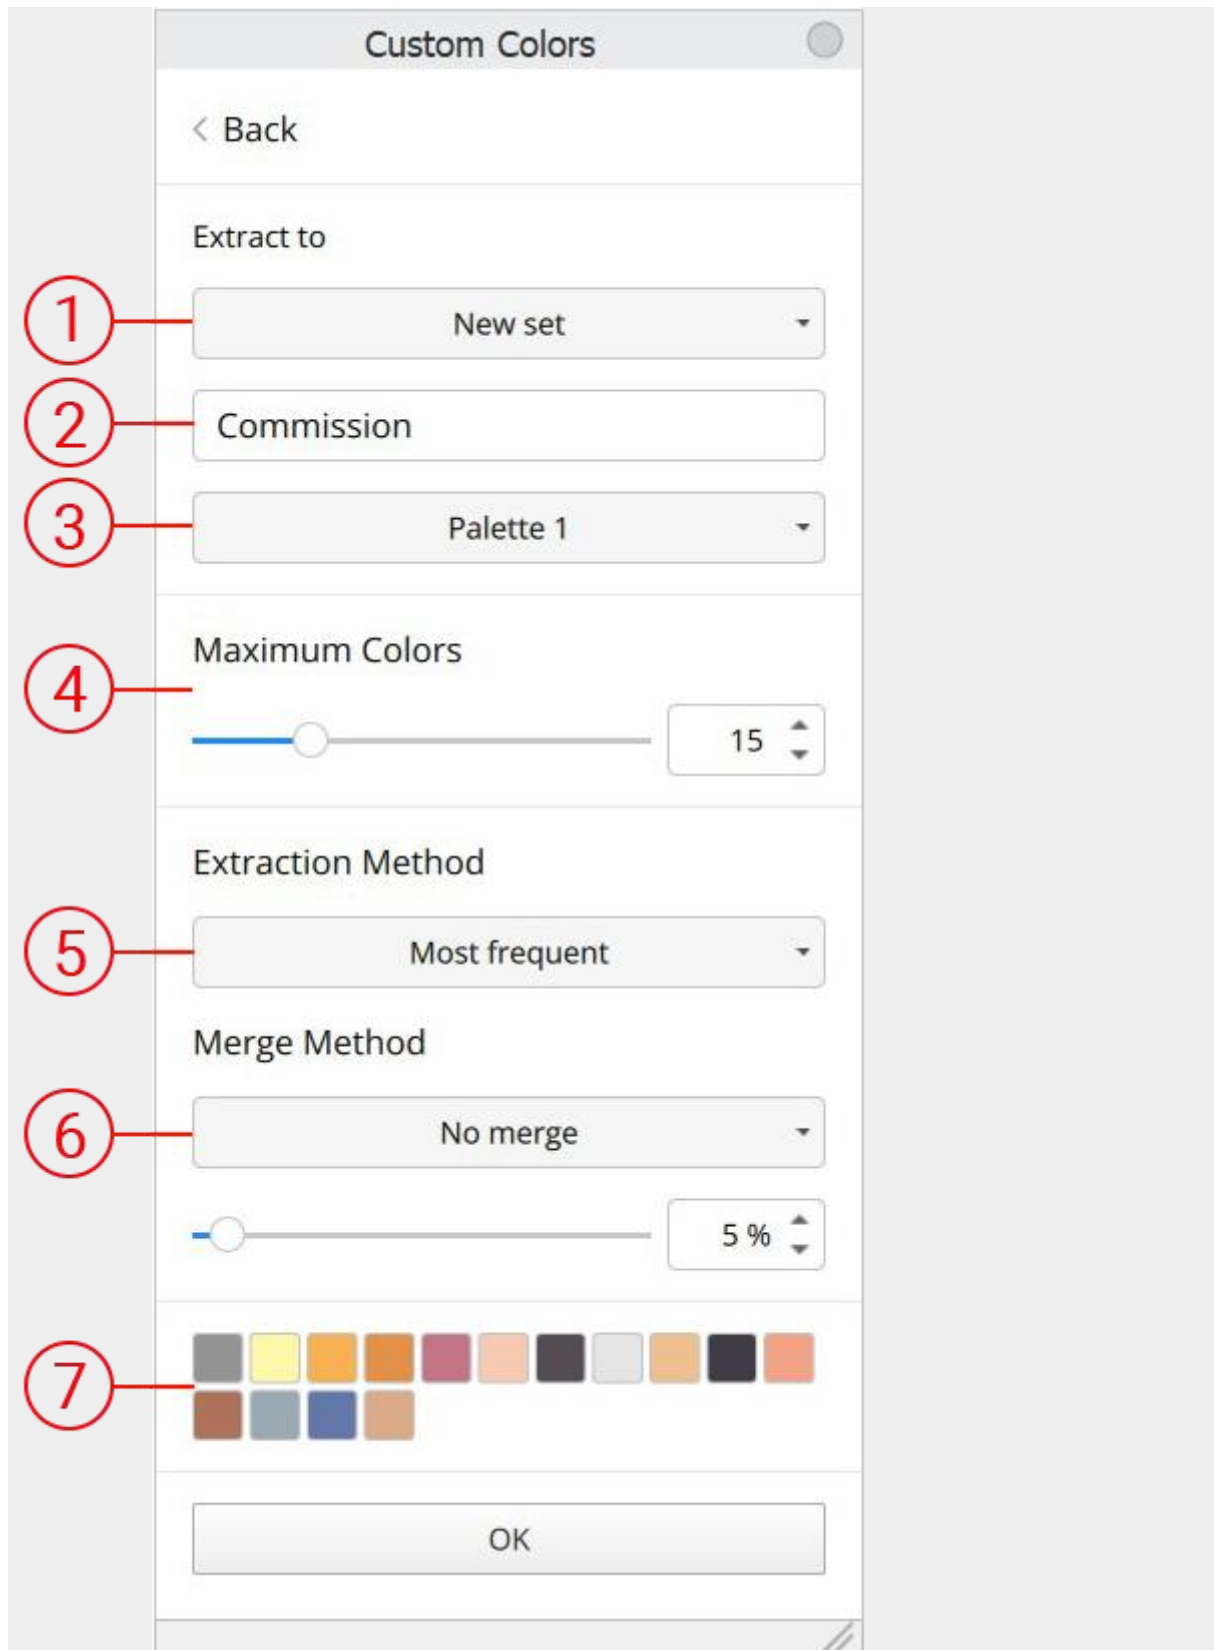 Custom Colors
< Back
Extract to
1 New set
2 Commission
3 Palette 1
Maximum Colors
4
15
Extraction Method
5 Most frequent
Merge Method
6 No merge
5 %
7
OK